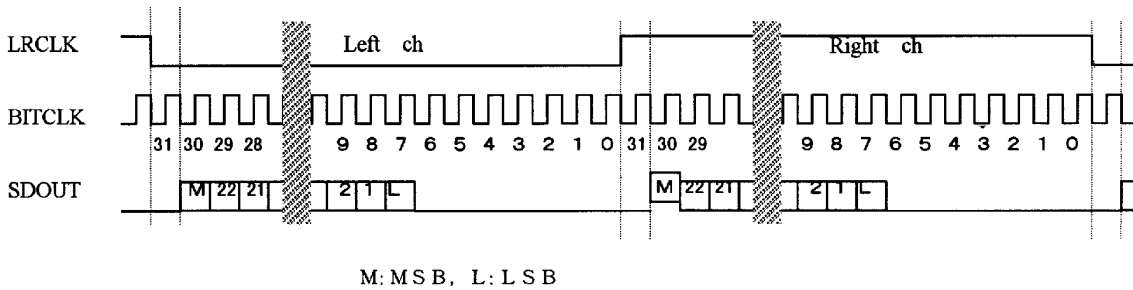 LRCLK Left ch Right ch
BITCLK
31 30 29 28 9 8 7 6 5 4 3 2 1 0 31 30 29 9 8 7 6 5 4 3 2 1 0
SDOUT M 22 21 2 1 L M 22 21 2 1 L
M:MSB, L:LSB